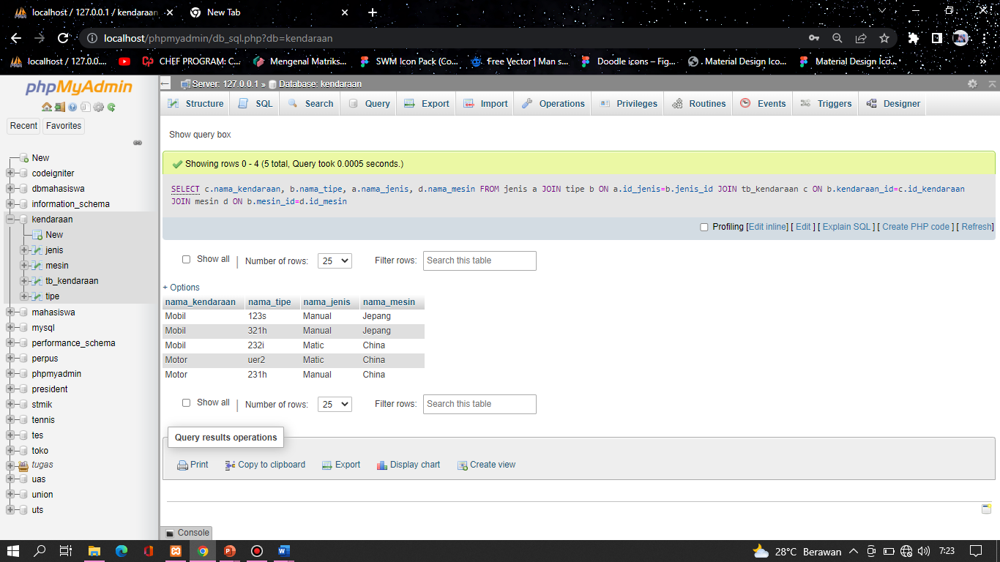 localhost / 127.0.0.1 / kendaraan
New Tab
localhost/phpmyadmin/db_sql.php?db=kendaraan
localhost / 127.0.0....
CHEF PROGRAM: C...
Mengenal Matriks...
SWM Icon Pack (Co...
Free Vector | Man s...
Doodle icons – Fig...
Material Design Ico...
Material Design Ico...
phpMyAdmin
Recent
Favorites
New
codeigniter
dbmahasiswa
information_schema
kendaraan
New
jenis
mesin
tb_kendaraan
tipe
mahasiswa
mysql
performance_schema
perpus
phpmyadmin
president
stmik
tennis
tes
toko
tugas
uas
union
uts
Server: 127.0.0.1 » Database: kendaraan
Structure SQL Search Query Export Import Operations Privileges Routines Events Triggers Designer
Show query box
Showing rows 0 - 4 (5 total, Query took 0.0005 seconds.)
SELECT c.nama_kendaraan, b.nama_tipe, a.nama_jenis, d.nama_mesin FROM jenis a JOIN tipe b ON a.id_jenis=b.jenis_id JOIN tb_kendaraan c ON b.kendaraan_id=c.id_kendaraan
JOIN mesin d ON b.mesin_id=d.id_mesin
Profiling [Edit inline] [ Edit ] [ Explain SQL ] [ Create PHP code ] [ Refresh]
Show all | Number of rows: 25 Filter rows: Search this table
+ Options
nama_kendaraan nama_tipe nama_jenis nama_mesin
Mobil 123s Manual Jepang
Mobil 321h Manual Jepang
Mobil 232i Matic China
Motor uer2 Matic China
Motor 231h Manual China
Show all | Number of rows: 25 Filter rows: Search this table
Query results operations
Print Copy to clipboard Export Display chart Create view
Console
28°C Berawan 7:23